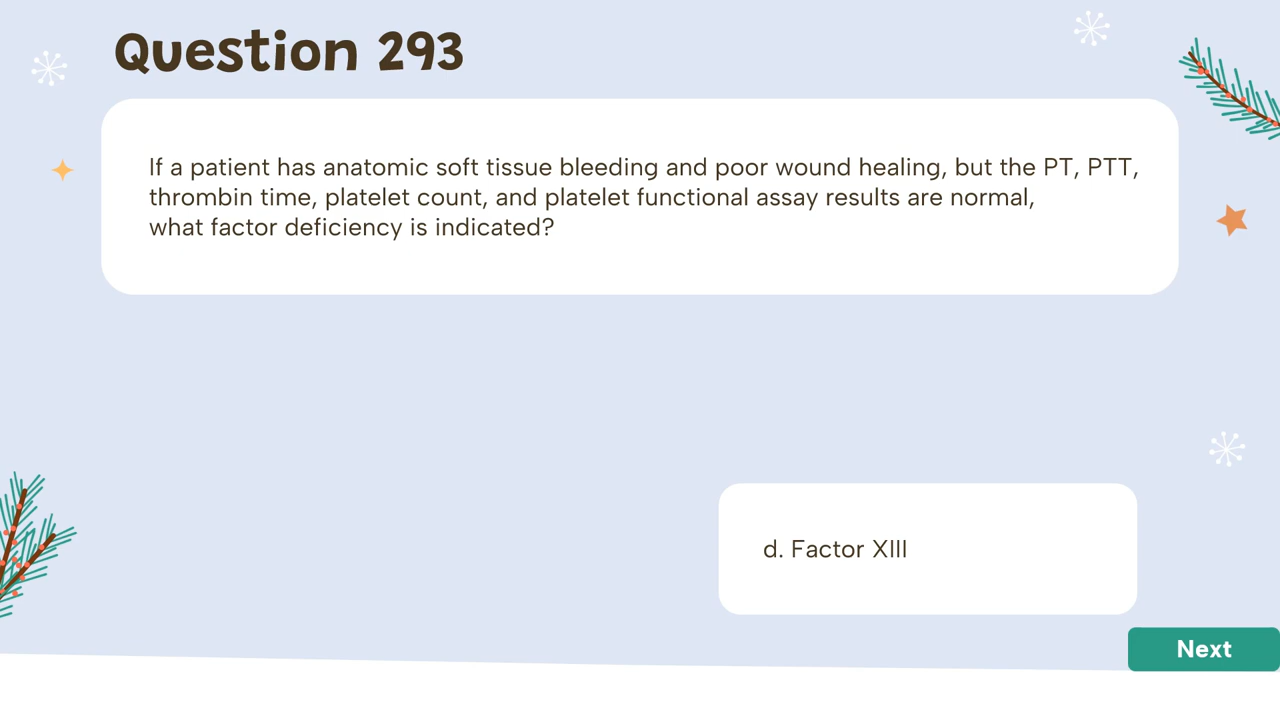 Question 293
If a patient has anatomic soft tissue bleeding and poor wound healing, but the PT, PTT,
thrombin time, platelet count, and platelet functional assay results are normal,
what factor deficiency is indicated?
d. Factor XIII
Next